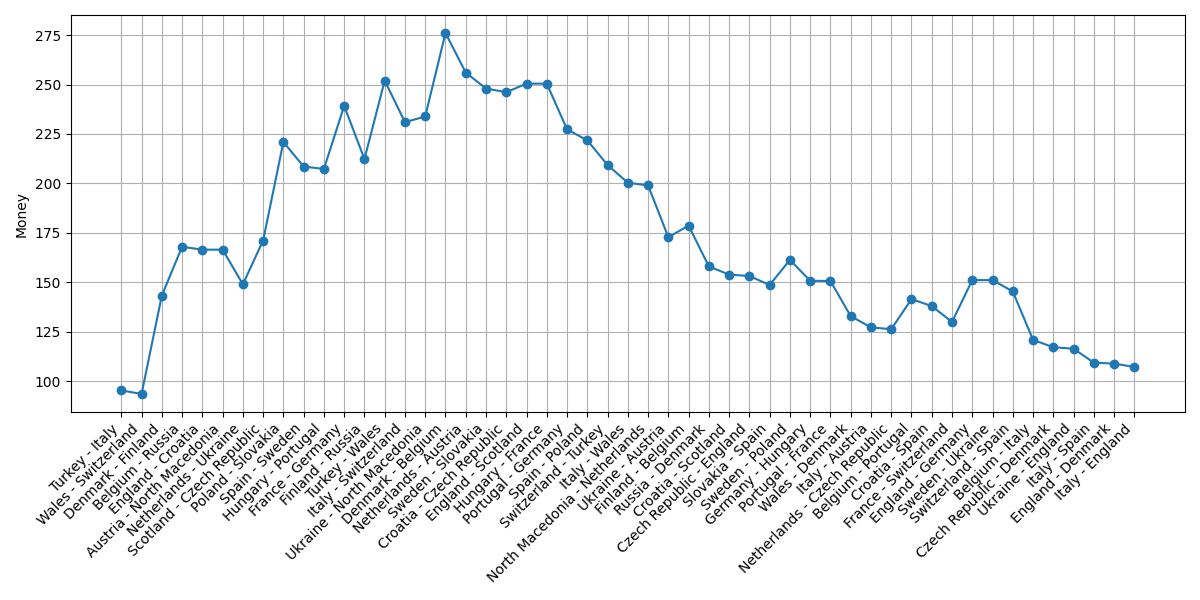 Money
275
250
225
200
175
150
125
100
Turkey - Italy
Wales - Switzerland
Denmark - Finland
Belgium - Russia
England - Croatia
Austria - North Macedonia
Netherlands - Ukraine
Scotland - Czech Republic
Poland - Slovakia
Spain - Sweden
Hungary - Portugal
France - Germany
Finland - Russia
Turkey - Wales
Italy - Switzerland
Ukraine - North Macedonia
Denmark - Belgium
Netherlands - Austria
Sweden - Slovakia
Croatia - Czech Republic
England - Scotland
Hungary - France
Portugal - Germany
Spain - Poland
Switzerland - Turkey
Italy - Wales
North Macedonia - Netherlands
Ukraine - Austria
Finland - Belgium
Russia - Denmark
Croatia - Scotland
Czech Republic - England
Slovakia - Spain
Sweden - Poland
Germany - Hungary
Portugal - France
Wales - Denmark
Italy - Austria
Netherlands - Czech Republic
Belgium - Portugal
Croatia - Spain
France - Switzerland
England - Germany
Sweden - Ukraine
Switzerland - Spain
Belgium - Italy
Czech Republic - Denmark
Ukraine - England
Italy - Spain
England - Denmark
Italy - England